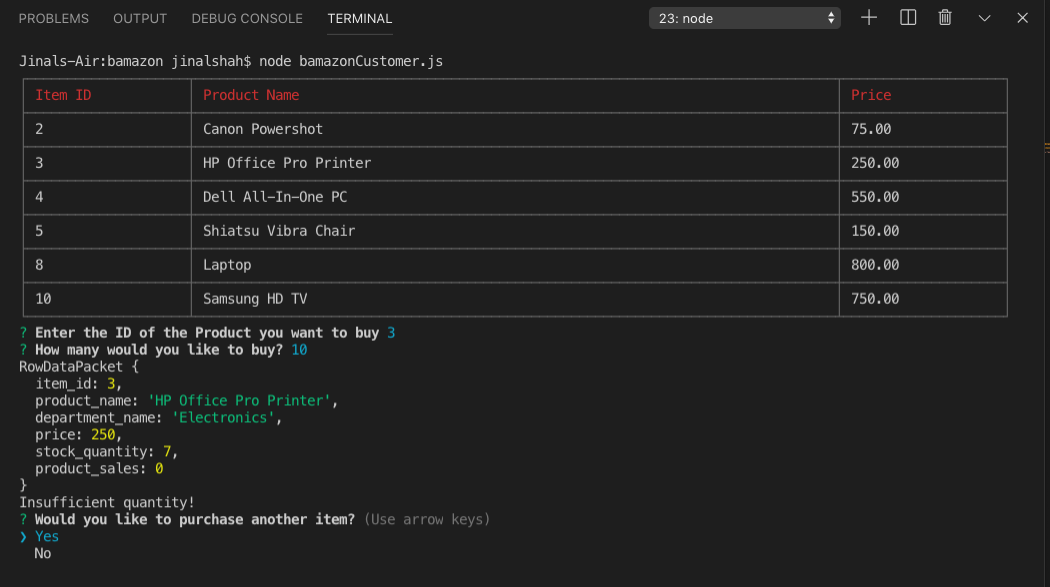 PROBLEMS OUTPUT DEBUG CONSOLE TERMINAL 23: node
Jinals-Air:bamazon jinalshah$ node bamazonCustomer.js
Item ID Product Name Price
2 Canon Powershot 75.00
3 HP Office Pro Printer 250.00
4 Dell All-In-One PC 550.00
5 Shiatsu Vibra Chair 150.00
8 Laptop 800.00
10 Samsung HD TV 750.00
? Enter the ID of the Product you want to buy 3
? How many would you like to buy? 10
RowDataPacket {
  item_id: 3,
  product_name: 'HP Office Pro Printer',
  department_name: 'Electronics',
  price: 250,
  stock_quantity: 7,
  product_sales: 0
}
Insufficient quantity!
? Would you like to purchase another item? (Use arrow keys)
❯ Yes
  No